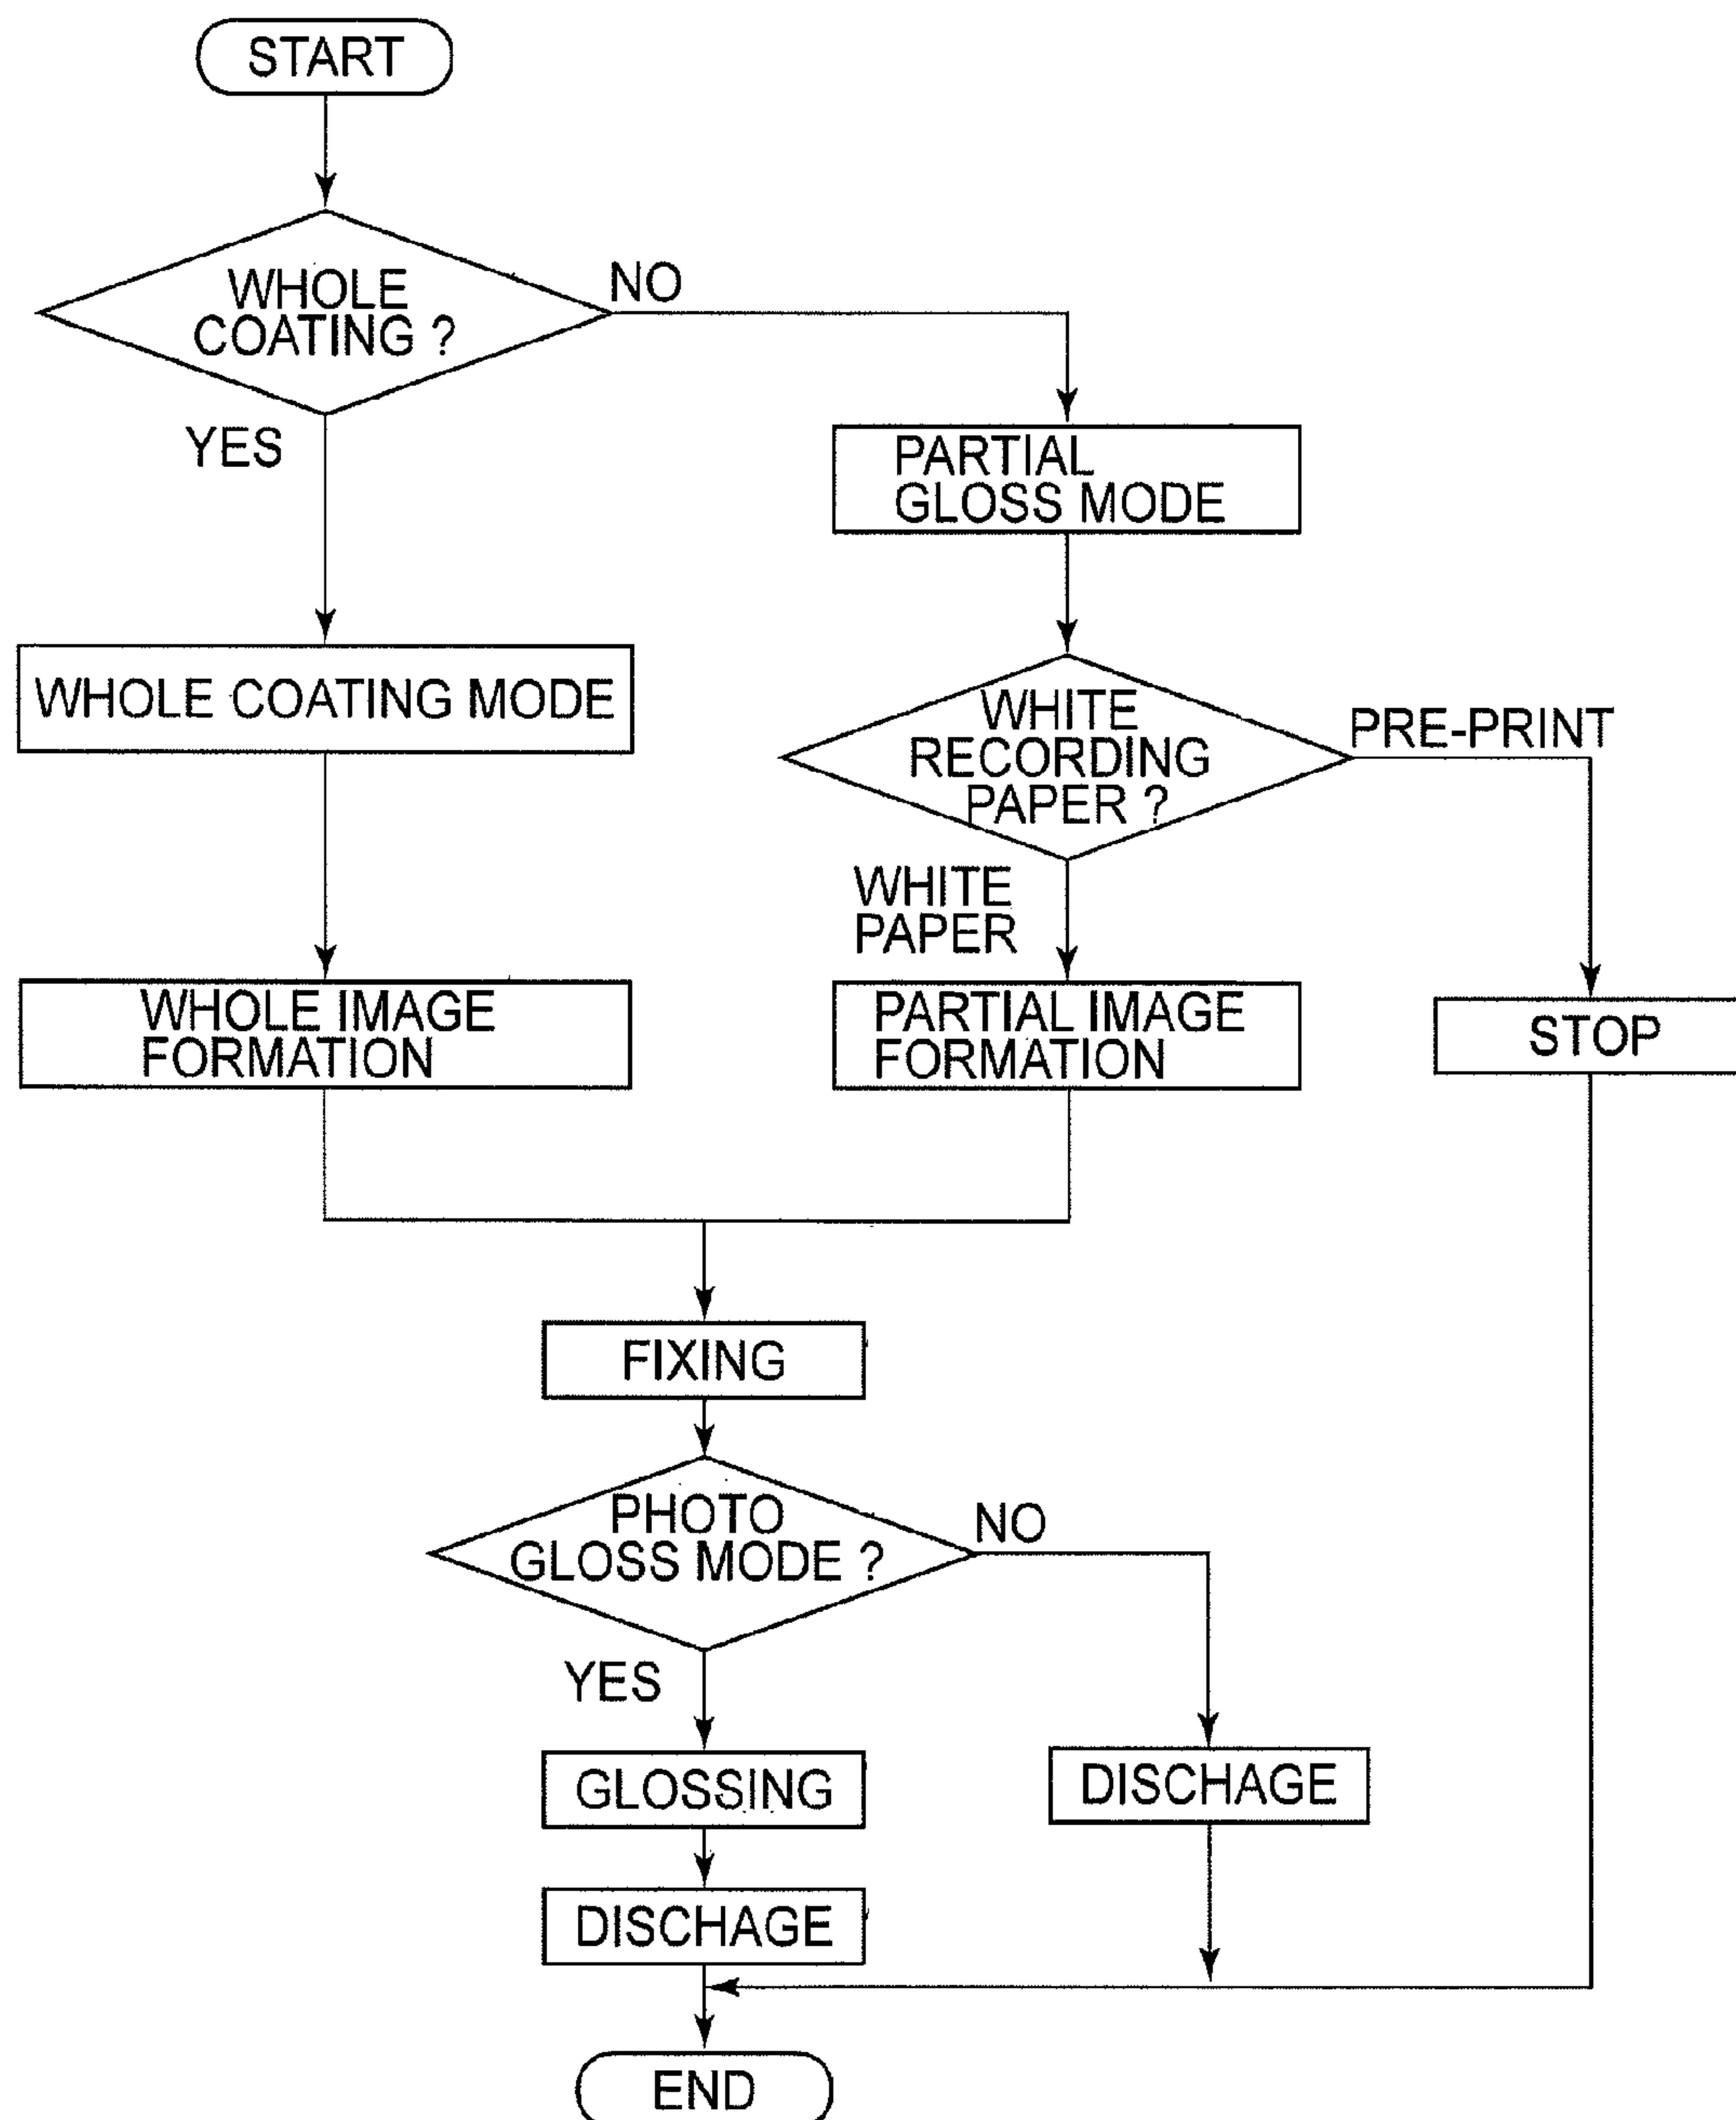 START
WHOLE
COATING ?
NO
YES
PARTIAL
GLOSS MODE
WHOLE COATING MODE
WHITE
RECORDING
PAPER ?
PRE-PRINT
WHITE
PAPER
WHOLE IMAGE
FORMATION
PARTIAL IMAGE
FORMATION
STOP
FIXING
PHOTO
GLOSS MODE ?
NO
YES
GLOSSING
DISCHAGE
DISCHAGE
END